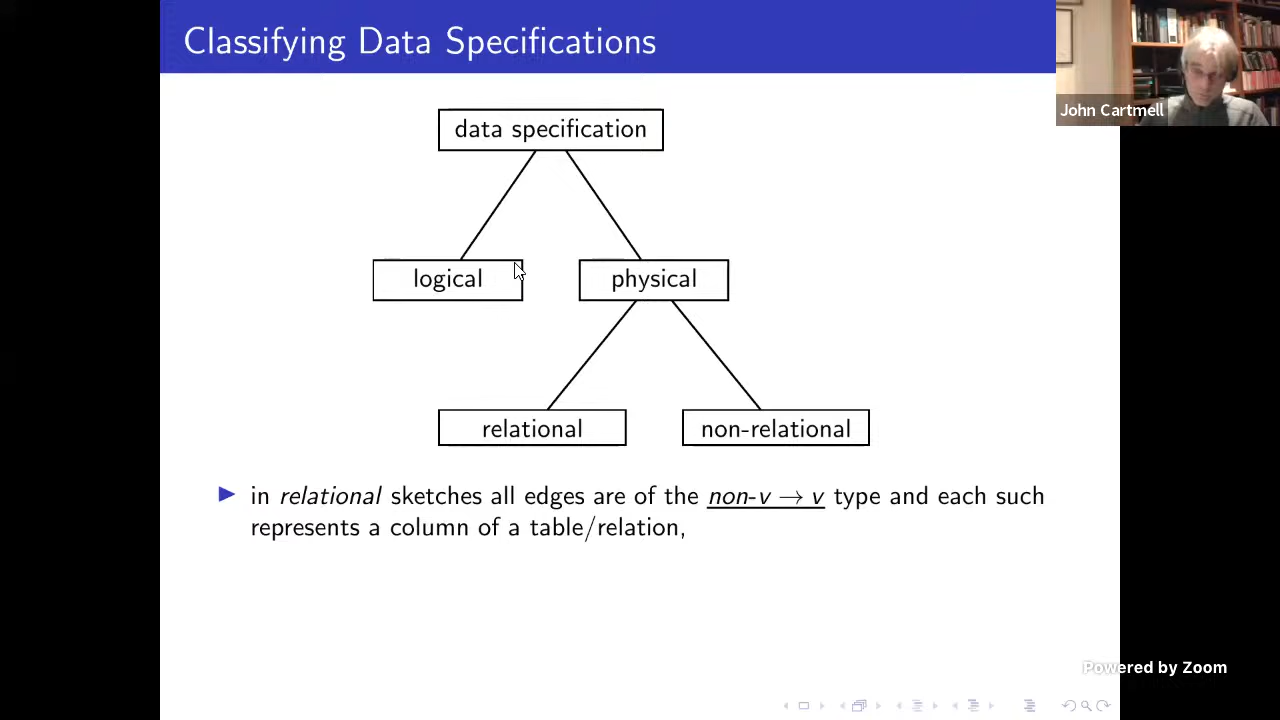 Classifying Data Specifications
John Cartmell
data specification
logical
physical
relational
non-relational
▶ in relational sketches all edges are of the non-v → v type and each such
represents a column of a table/relation,
Powered by Zoom